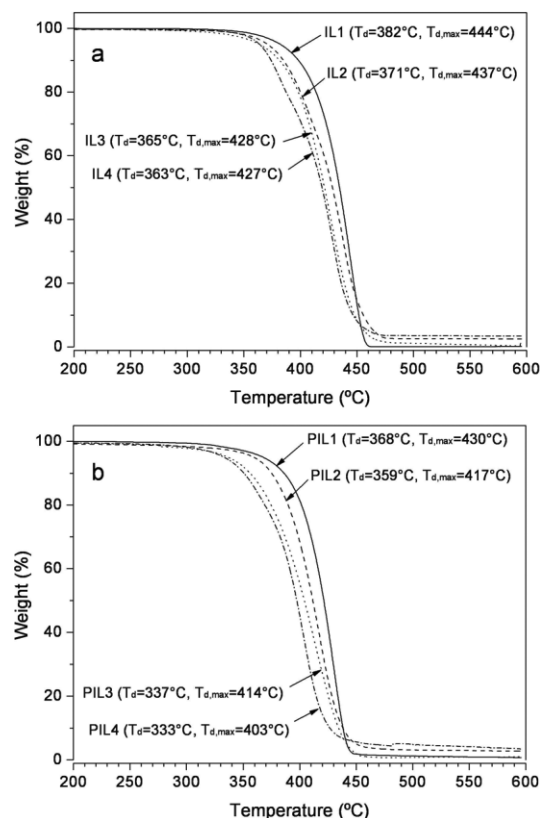 100
a
IL1 (Td=382°C, Td,max=444°C)
80
IL2 (Td=371°C, Td,max=437°C)
Weight (%)
60
IL3 (Td=365°C, Td,max=428°C)
IL4 (Td=363°C, Td,max=427°C)
40
20
0
200 250 300 350 400 450 500 550 600
Temperature (ºC)
100
b
PIL1 (Td=368°C, Td,max=430°C)
PIL2 (Td=359°C, Td,max=417°C)
80
Weight (%)
60
40
20
PIL3 (Td=337°C, Td,max=414°C)
PIL4 (Td=333°C, Td,max=403°C)
0
200 250 300 350 400 450 500 550 600
Temperature (ºC)